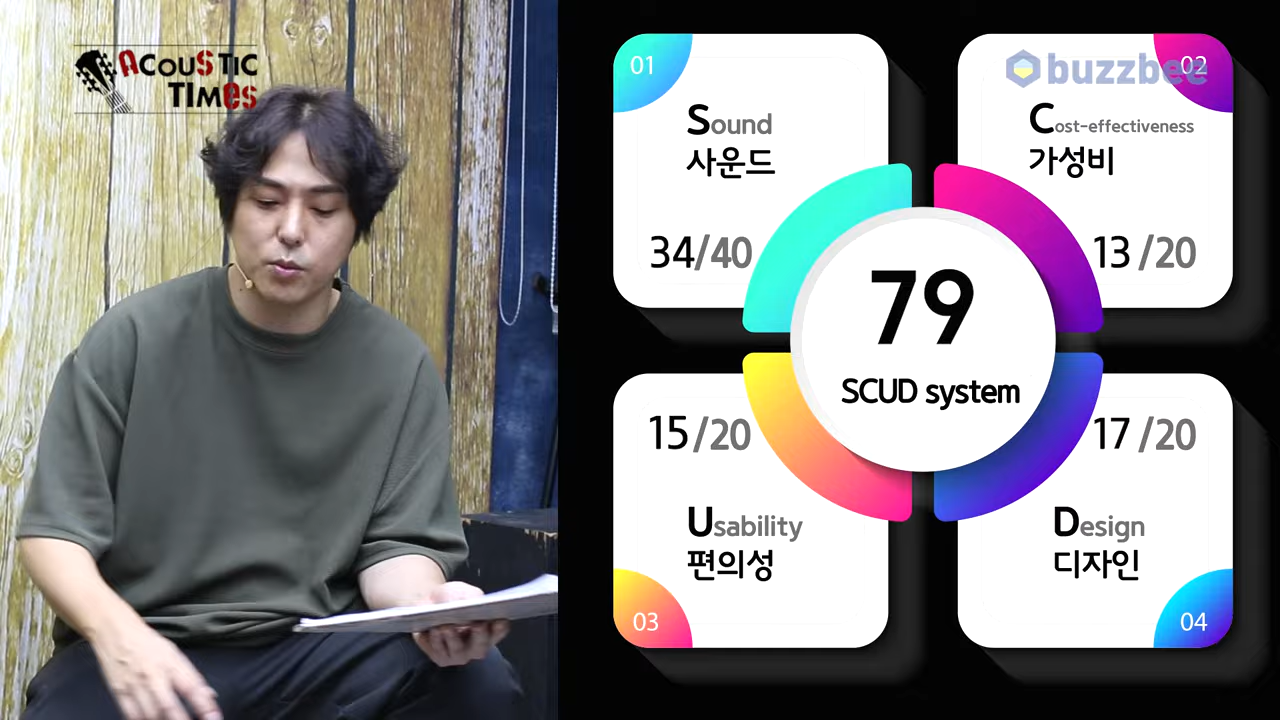 ACOUSTIC
TIMES
01
Sound
사운드
34/40
buzzbee
02
Cost-effectiveness
가성비
13/20
79
SCUD system
15/20
Usability
편의성
03
17/20
Design
디자인
04